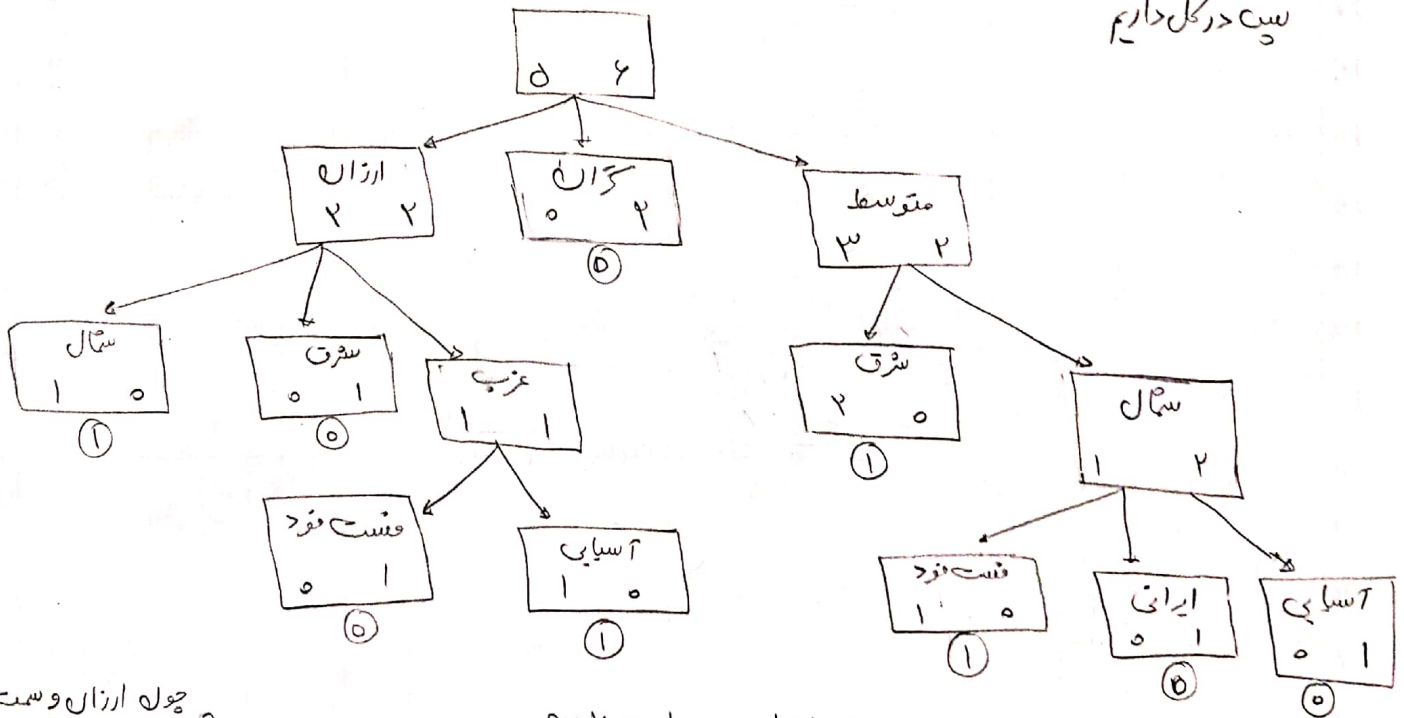 پس در کل داریم
۵ ۶
ارزان
۲ ۲
گران
۰ ۲
۰
متوسط
۳ ۲
شمال
۱ ۰
۱
شرق
۰ ۱
۰
غرب
۱ ۱
شرق
۲ ۰
۱
شمال
۱ ۲
فست فود
۰ ۱
۰
آسیایی
۱ ۰
۱
فست فود
۱ ۰
۱
ایرانی
۰ ۱
۰
آسیایی
۰ ۱
۰
چون ارزان و سمت